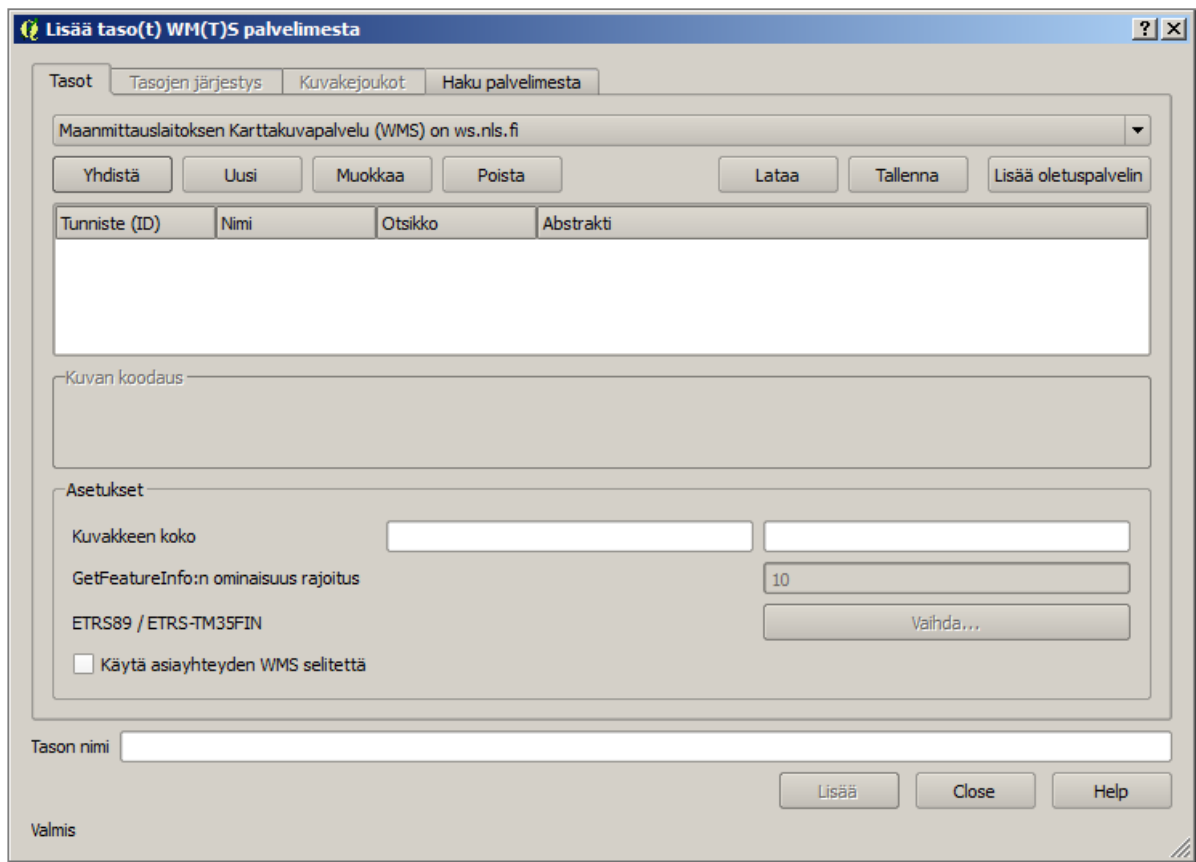 Lisää taso(t) WM(T)S palvelimesta
Tasot Tasojen järjestys Kuvakejoukot Haku palvelimesta
Maanmittauslaitoksen Karttakuvapalvelu (WMS) on ws.nls.fi
Yhdistä Uusi Muokkaa Poista Lataa Tallenna Lisää oletuspalvelin
Tunniste (ID) Nimi Otsikko Abstrakti
Kuvan koodaus
Asetukset
Kuvakkeen koko
GetFeatureInfo:n ominaisuus rajoitus 10
ETRS89 / ETRS-TM35FIN Vaihda...
Käytä asiayhteyden WMS selitettä
Tason nimi
Lisää Close Help
Valmis